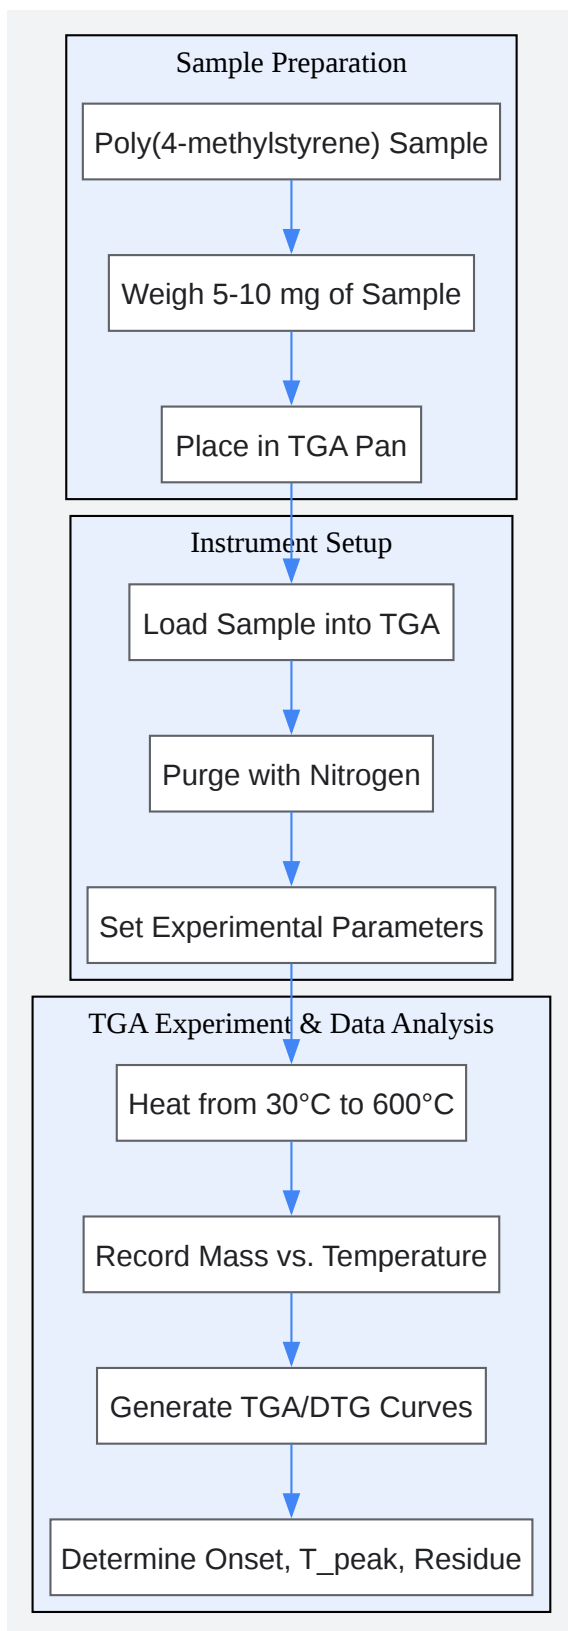 Sample Preparation
Poly(4-methylstyrene) Sample
Weigh 5-10 mg of Sample
Place in TGA Pan
Instrument Setup
Load Sample into TGA
Purge with Nitrogen
Set Experimental Parameters
TGA Experiment & Data Analysis
Heat from 30°C to 600°C
Record Mass vs. Temperature
Generate TGA/DTG Curves
Determine Onset, T_peak, Residue